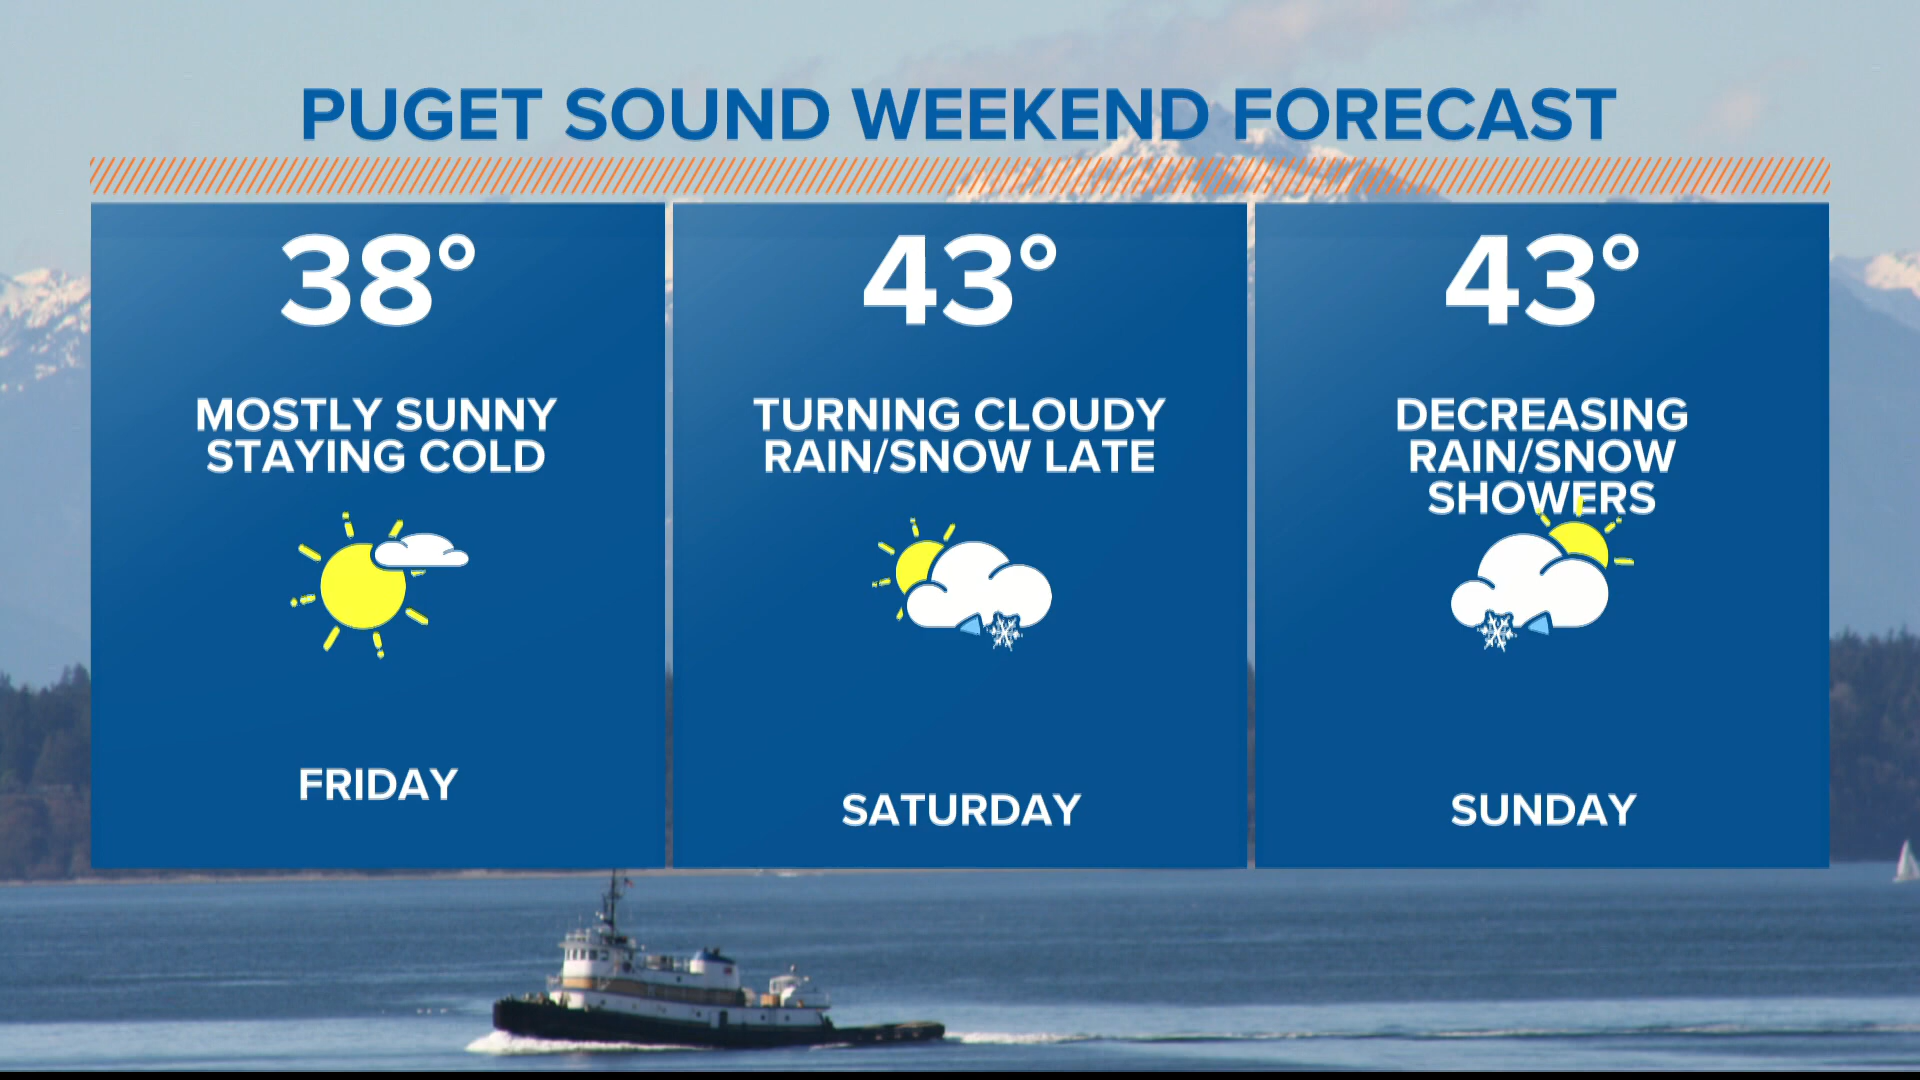 PUGET SOUND WEEKEND FORECAST
38°
MOSTLY SUNNY
STAYING COLD
FRIDAY
43°
TURNING CLOUDY
RAIN/SNOW LATE
SATURDAY
43°
DECREASING
RAIN/SNOW
SHOWERS
SUNDAY